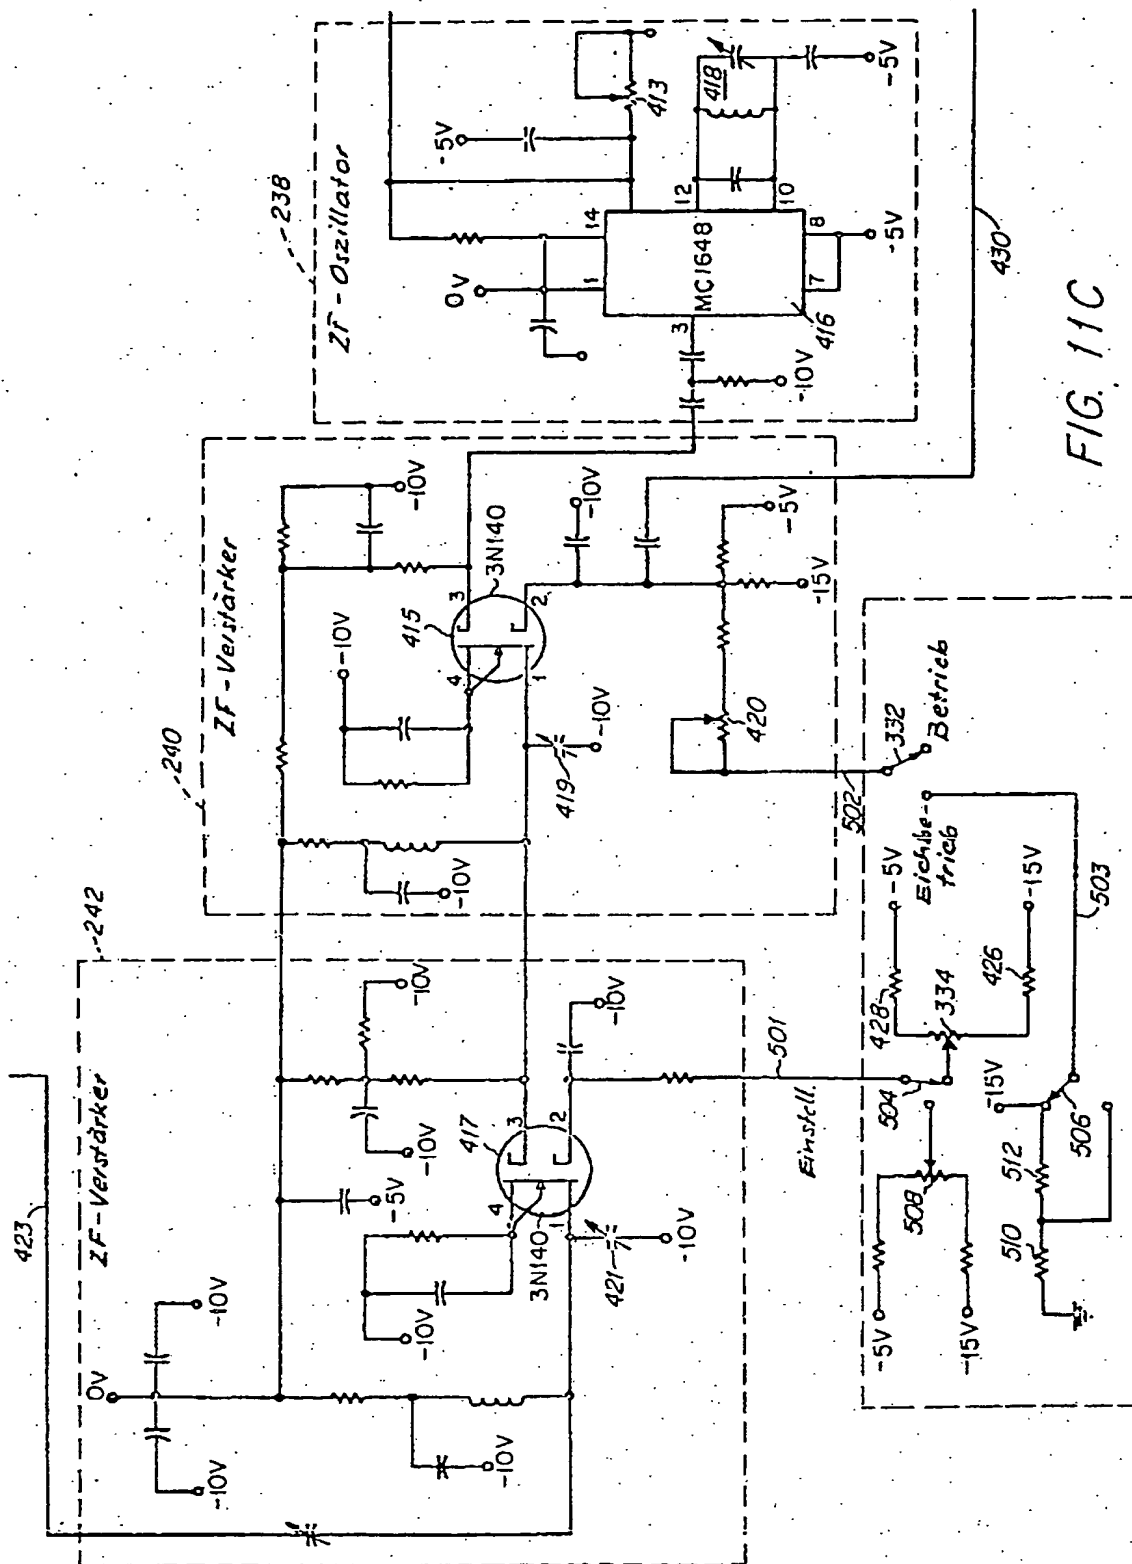 423
242
ZF-Verstärker
0V
-10V
-10V
-10V
-5V
-10V
-10V
-10V
417
4
3
1
2
3N140
421
-10V
-10V
501
240
ZF-Verstärker
-10V
-10V
-10V
415
4
3
1
2
3N140
419
-10V
-10V
-5V
-15V
420
502
238
ZF-Oszillator
0V
-5V
413
1
14
3
12
MC1648
10
7
8
416
418
-5V
-5V
-10V
430
Einstell.
504
-5V
508
-15V
428
-5V
334
426
-15V
332
Betrieb
Eichbe-
trieb
503
-15V
506
510
512
FIG. 11C